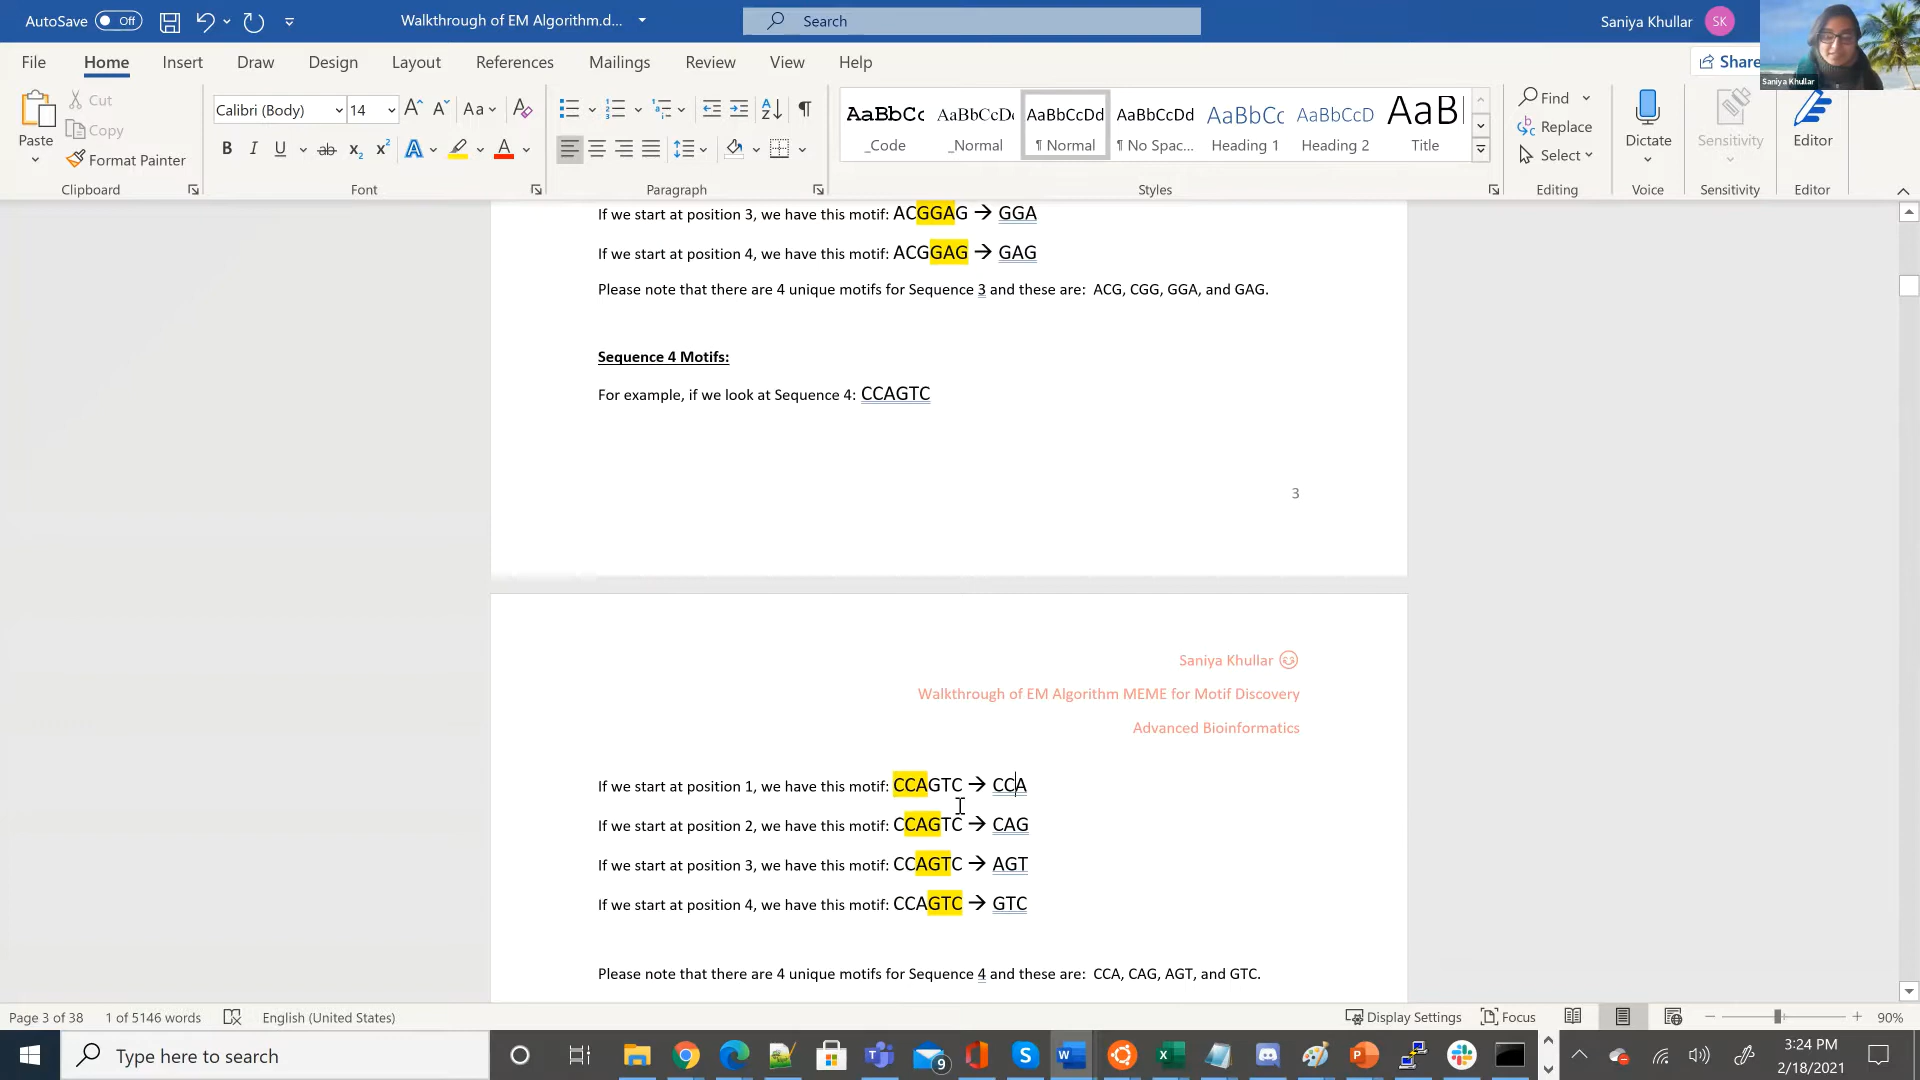 AutoSave Off
Walkthrough of EM Algorithm.d...
Search
Saniya Khullar SK
File Home Insert Draw Design Layout References Mailings Review View Help
Share
Saniya Khullar
Paste
Cut
Copy
Format Painter
Clipboard
Calibri (Body) 14
Font
Paragraph
AaBbCc AaBbCcDc AaBbCcDd AaBbCcDd AaBbCc AaBbCcD AaB
_Code _Normal ¶ Normal ¶ No Spac... Heading 1 Heading 2 Title
Styles
Find
Replace
Select
Editing
Dictate
Voice
Sensitivity
Sensitivity
Editor
Editor
If we start at position 3, we have this motif: ACGGAG → GGA
If we start at position 4, we have this motif: ACGGAG → GAG
Please note that there are 4 unique motifs for Sequence 3 and these are: ACG, CGG, GGA, and GAG.
Sequence 4 Motifs:
For example, if we look at Sequence 4: CCAGTC
3
Saniya Khullar
Walkthrough of EM Algorithm MEME for Motif Discovery
Advanced Bioinformatics
If we start at position 1, we have this motif: CCAGTC → CCA
If we start at position 2, we have this motif: CCAGTC → CAG
If we start at position 3, we have this motif: CCAGTC → AGT
If we start at position 4, we have this motif: CCAGTC → GTC
Please note that there are 4 unique motifs for Sequence 4 and these are: CCA, CAG, AGT, and GTC.
Page 3 of 38 1 of 5146 words English (United States) Display Settings Focus 90%
Type here to search
9
3:24 PM
2/18/2021